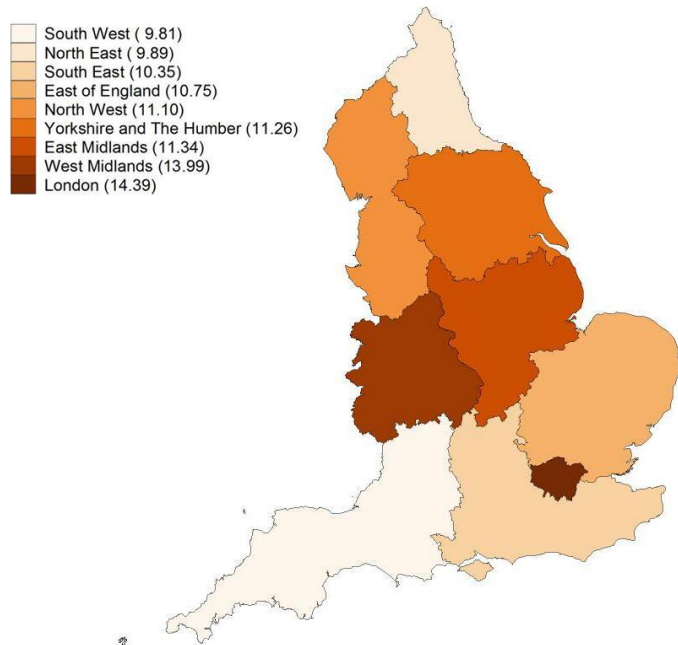 South West ( 9.81)
North East ( 9.89)
South East (10.35)
East of England (10.75)
North West (11.10)
Yorkshire and The Humber (11.26)
East Midlands (11.34)
West Midlands (13.99)
London (14.39)